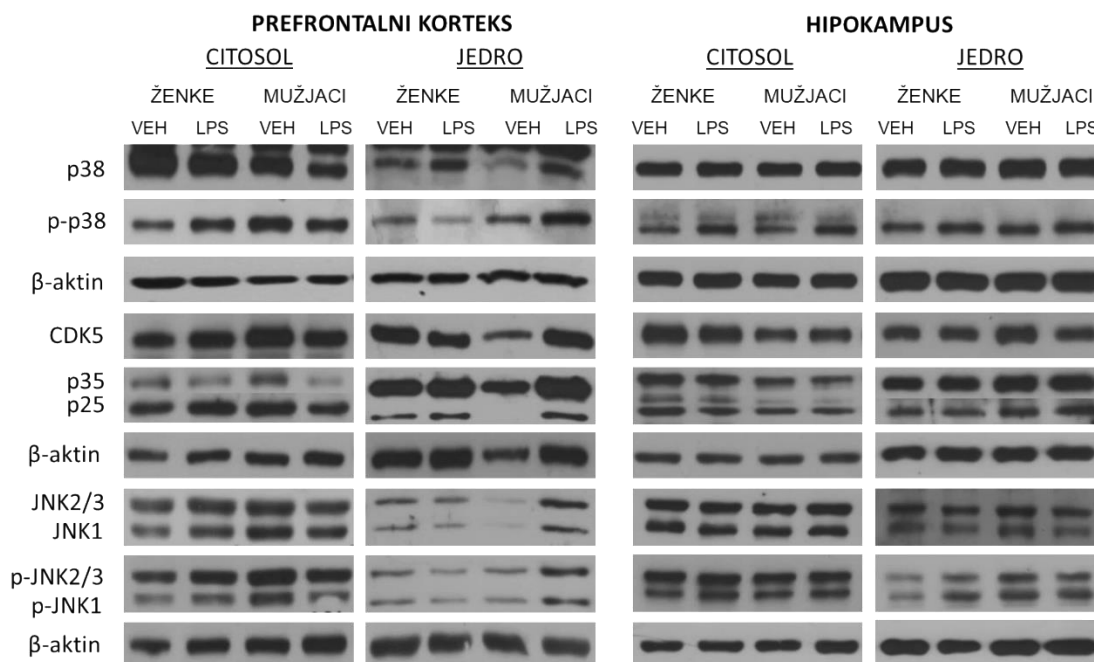 PREFRONTALNI KORTEKS HIPOKAMPUS
CITOSOL JEDRO CITOSOL JEDRO
ŽENKE MUŽJACI ŽENKE MUŽJACI ŽENKE MUŽJACI ŽENKE MUŽJACI
VEH LPS VEH LPS VEH LPS VEH LPS VEH LPS VEH LPS VEH LPS VEH LPS
p38
p-p38
β-aktin
CDK5
p35
p25
β-aktin
JNK2/3
JNK1
p-JNK2/3
p-JNK1
β-aktin